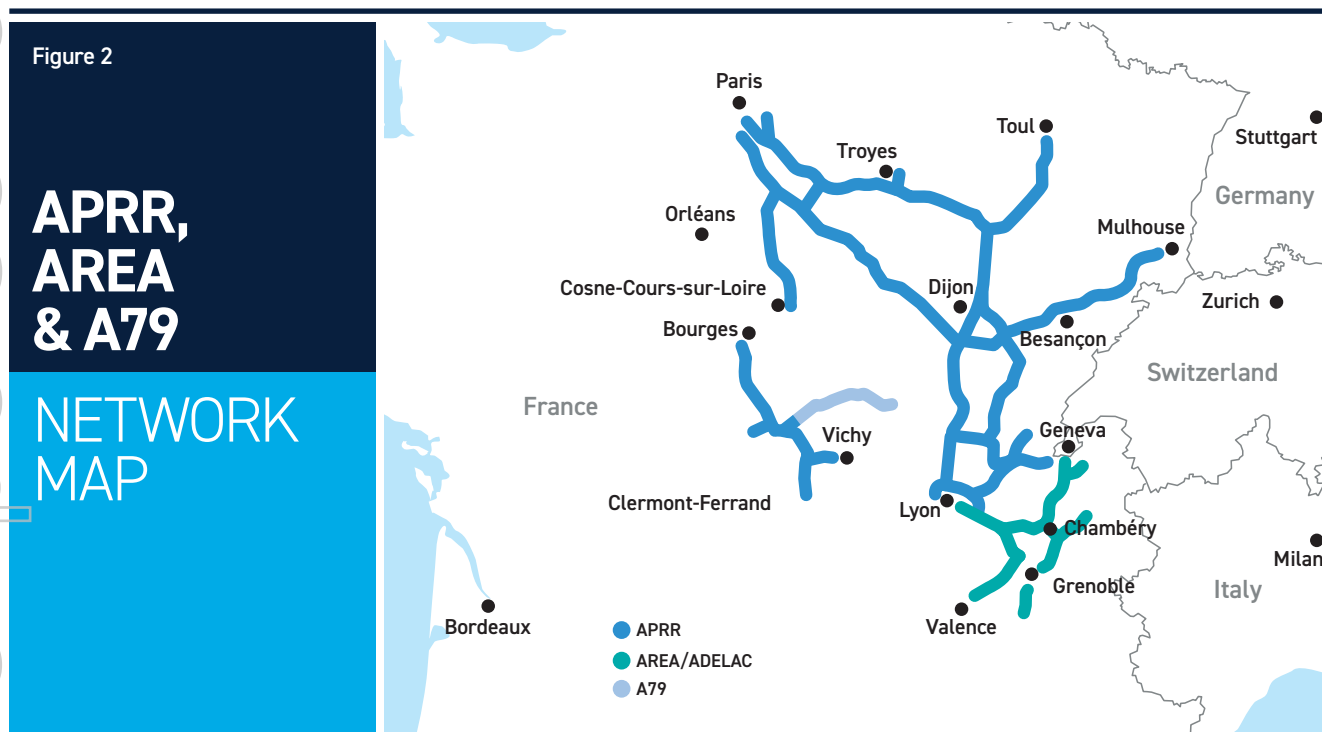 Figure 2
APRR,
AREA
& A79
NETWORK
MAP
Paris
Toul
Stuttgart
Troyes
Germany
Orléans
Mulhouse
Cosne-Cours-sur-Loire
Dijon
Zurich
Bourges
Besançon
Switzerland
France
Vichy
Geneva
Clermont-Ferrand
Lyon
Chambéry
Milan
Grenoble
Italy
Bordeaux
Valence
APRR
AREA/ADELAC
A79